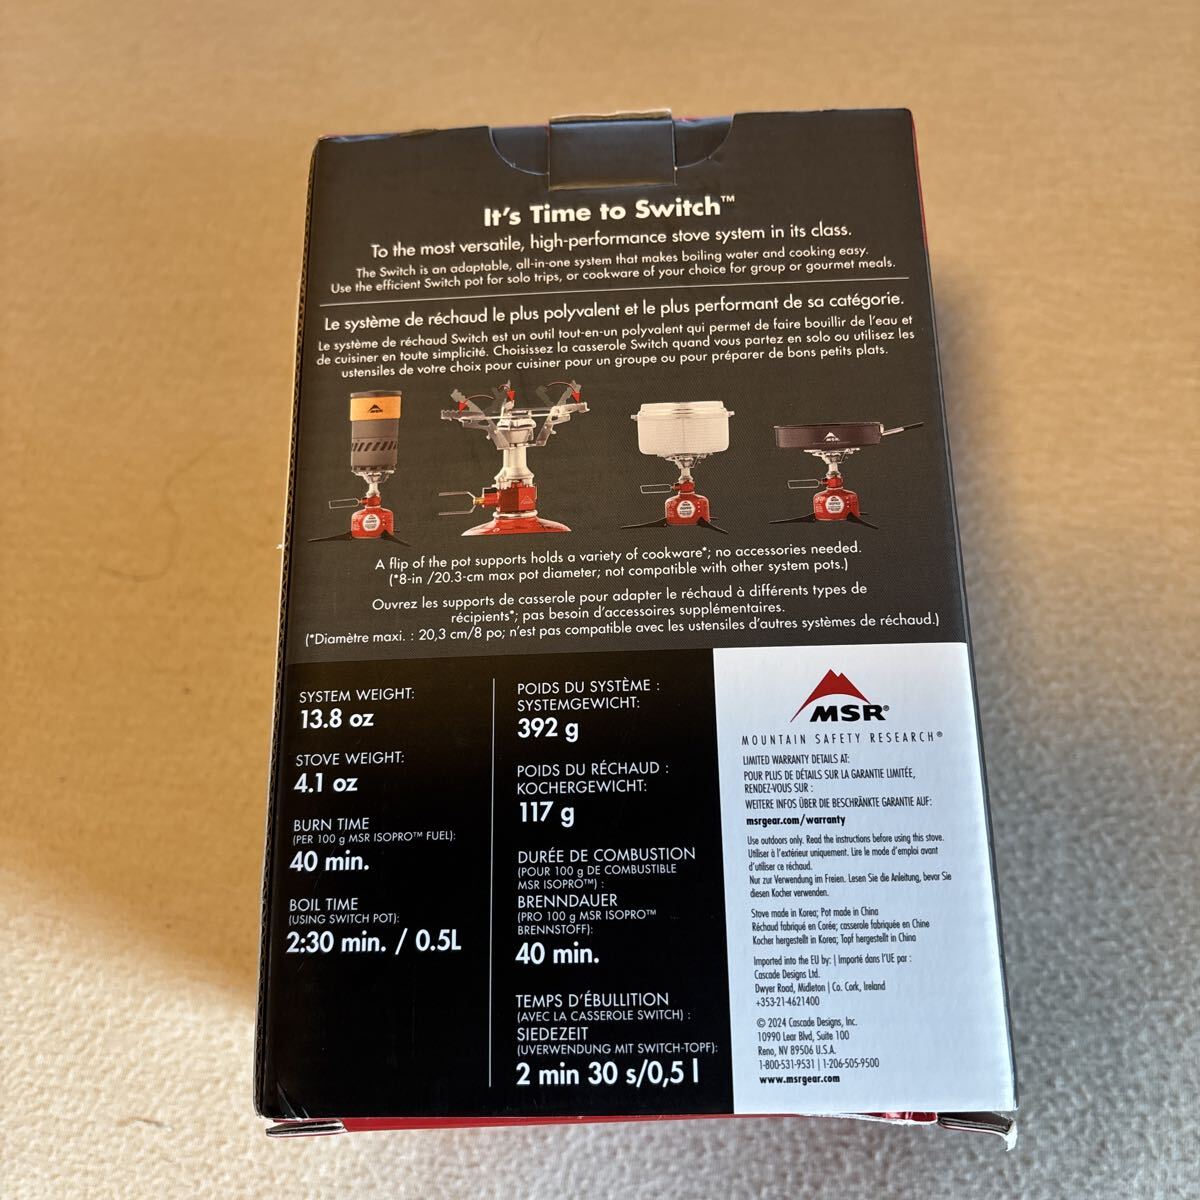 It's Time to Switch™
To the most versatile, high-performance stove system in its class.
The Switch is an adaptable, all-in-one system that makes boiling water and cooking easy.
Use the efficient Switch pot for solo trips, or cookware of your choice for group or gourmet meals.
Le système de réchaud le plus polyvalent et le plus performant de sa catégorie.
Le système de réchaud Switch est un outil tout-en-un polyvalent qui permet de faire bouillir de l'eau et
de cuisiner en toute simplicité. Choisissez la casserole Switch quand vous partez en solo ou utilisez les
ustensiles de votre choix pour cuisiner pour un groupe ou pour préparer de bons petits plats.
MSR
MSR
A flip of the pot supports holds a variety of cookware*; no accessories needed.
(*8-in /20.3-cm max pot diameter; not compatible with other system pots.)
Ouvrez les supports de casserole pour adapter le réchaud à différents types de
récipients*; pas besoin d'accessoires supplémentaires.
(*Diamètre maxi. : 20,3 cm/8 po; n'est pas compatible avec les ustensiles d'autres systèmes de réchaud.)
SYSTEM WEIGHT:
13.8 oz
STOVE WEIGHT:
4.1 oz
BURN TIME
(PER 100 g MSR ISOPRO™ FUEL):
40 min.
BOIL TIME
(USING SWITCH POT):
2:30 min. / 0.5L
POIDS DU SYSTÈME :
SYSTEMGEWICHT:
392 g
POIDS DU RÉCHAUD :
KOCHERGEWICHT:
117 g
DURÉE DE COMBUSTION
(POUR 100 g DE COMBUSTIBLE
MSR ISOPRO™) :
BRENNDAUER
(PRO 100 g MSR ISOPRO™
BRENNSTOFF):
40 min.
TEMPS D'ÉBULLITION
(AVEC LA CASSEROLE SWITCH) :
SIEDEZEIT
(UVERWENDUNG MIT SWITCH-TOPF):
2 min 30 s/0,5 l
MSR®
MOUNTAIN SAFETY RESEARCH®
LIMITED WARRANTY DETAILS AT:
POUR PLUS DE DÉTAILS SUR LA GARANTIE LIMITÉE,
RENDEZ-VOUS SUR :
WEITERE INFOS ÜBER DIE BESCHRÄNKTE GARANTIE AUF:
msrgear.com/warranty
Use outdoors only. Read the instructions before using this stove.
Utiliser à l'extérieur uniquement. Lire le mode d'emploi avant
d'utiliser ce réchaud.
Nur zur Verwendung im Freien. Lesen Sie die Anleitung, bevor Sie
diesen Kocher verwenden.
Stove made in Korea; Pot made in China
Réchaud fabriqué en Corée; casserole fabriquée en Chine
Kocher hergestellt in Korea; Topf hergestellt in China
Imported into the EU by: | Importé dans l'UE par :
Cascade Designs Ltd.
Dwyer Road, Midleton | Co. Cork, Ireland
+353-21-4621400
© 2024 Cascade Designs, Inc.
10990 Lear Blvd, Suite 100
Reno, NV 89506 U.S.A.
1-800-531-9531 | 1-206-505-9500
www.msrgear.com